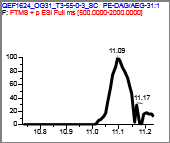 QEF1624_OG31_T3-55-0-3_SC PE-DAG/AEG-31:1
F: FTMS + p ESI Full ms [500.0000-2000.0000]
11.09
100
80
60
11.17
40
20
0
10.8 10.9 11.0 11.1 11.2